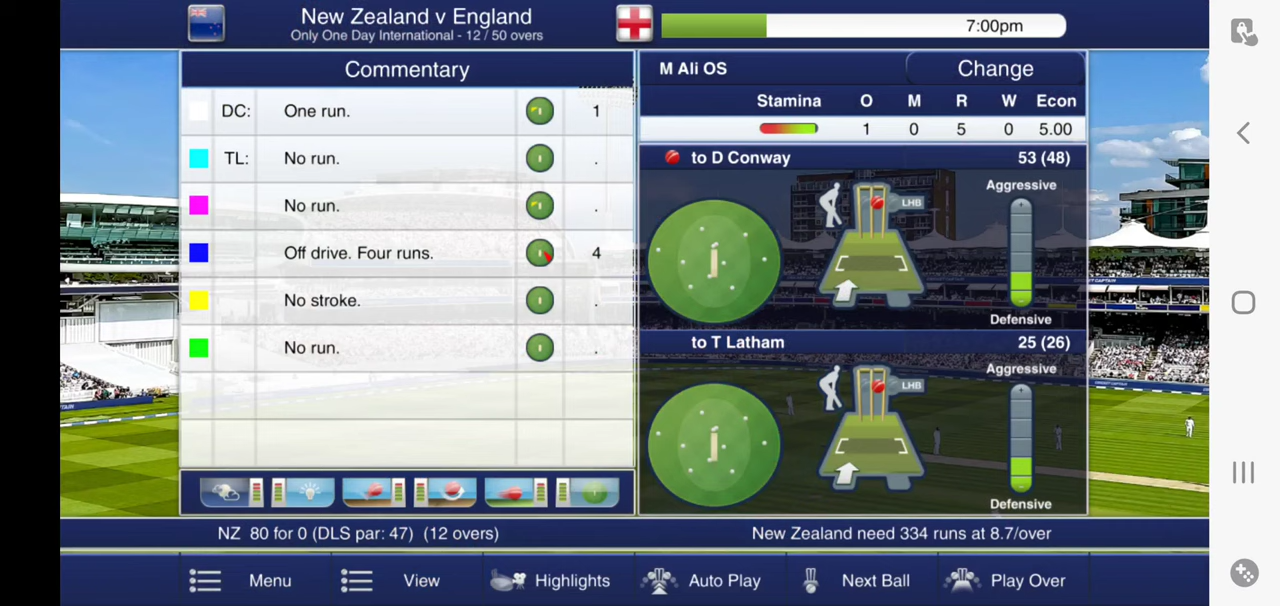 New Zealand v England
Only One Day International - 12 / 50 overs
7:00pm
Commentary
DC: One run. 1
TL: No run. .
No run. .
Off drive. Four runs. 4
No stroke. .
No run. .
M Ali OS
Change
Stamina O M R W Econ
1 0 5 0 5.00
to D Conway 53 (48)
Aggressive
LHB
Defensive
to T Latham 25 (26)
Aggressive
LHB
Defensive
NZ 80 for 0 (DLS par: 47) (12 overs)
New Zealand need 334 runs at 8.7/over
Menu
View
Highlights
Auto Play
Next Ball
Play Over